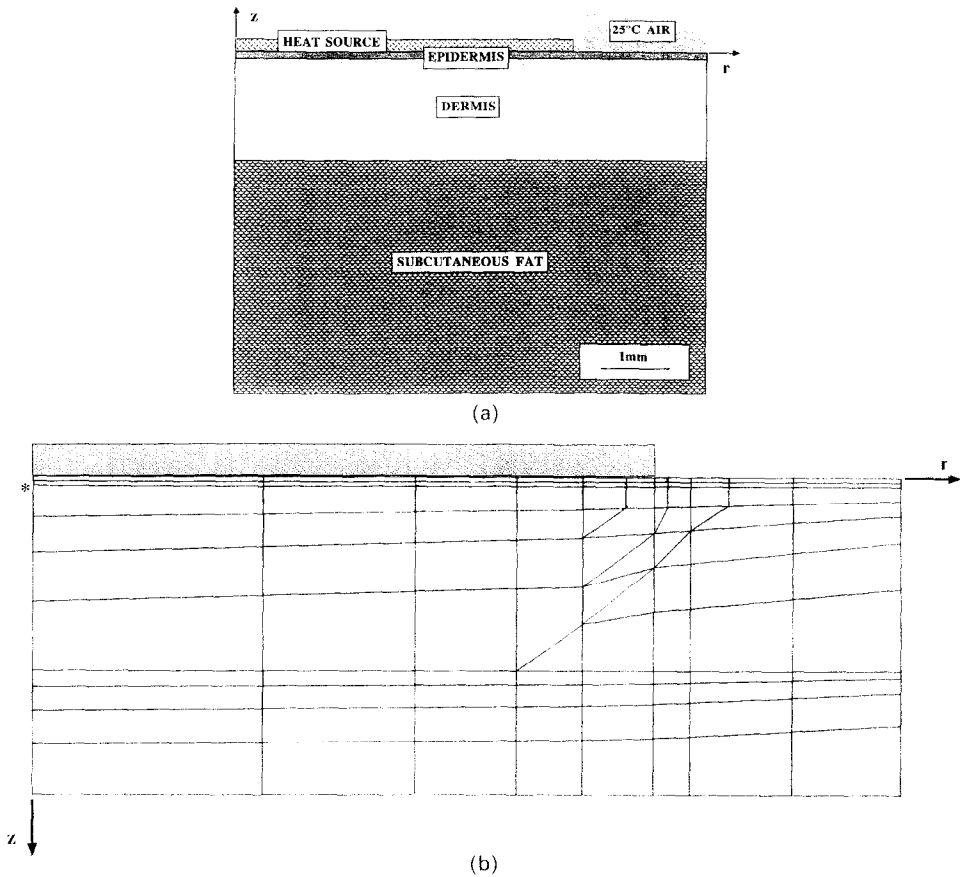 z
HEAT SOURCE
25°C AIR
EPIDERMIS
r
DERMIS
SUBCUTANEOUS FAT
1mm
(a)
r
*
z
(b)